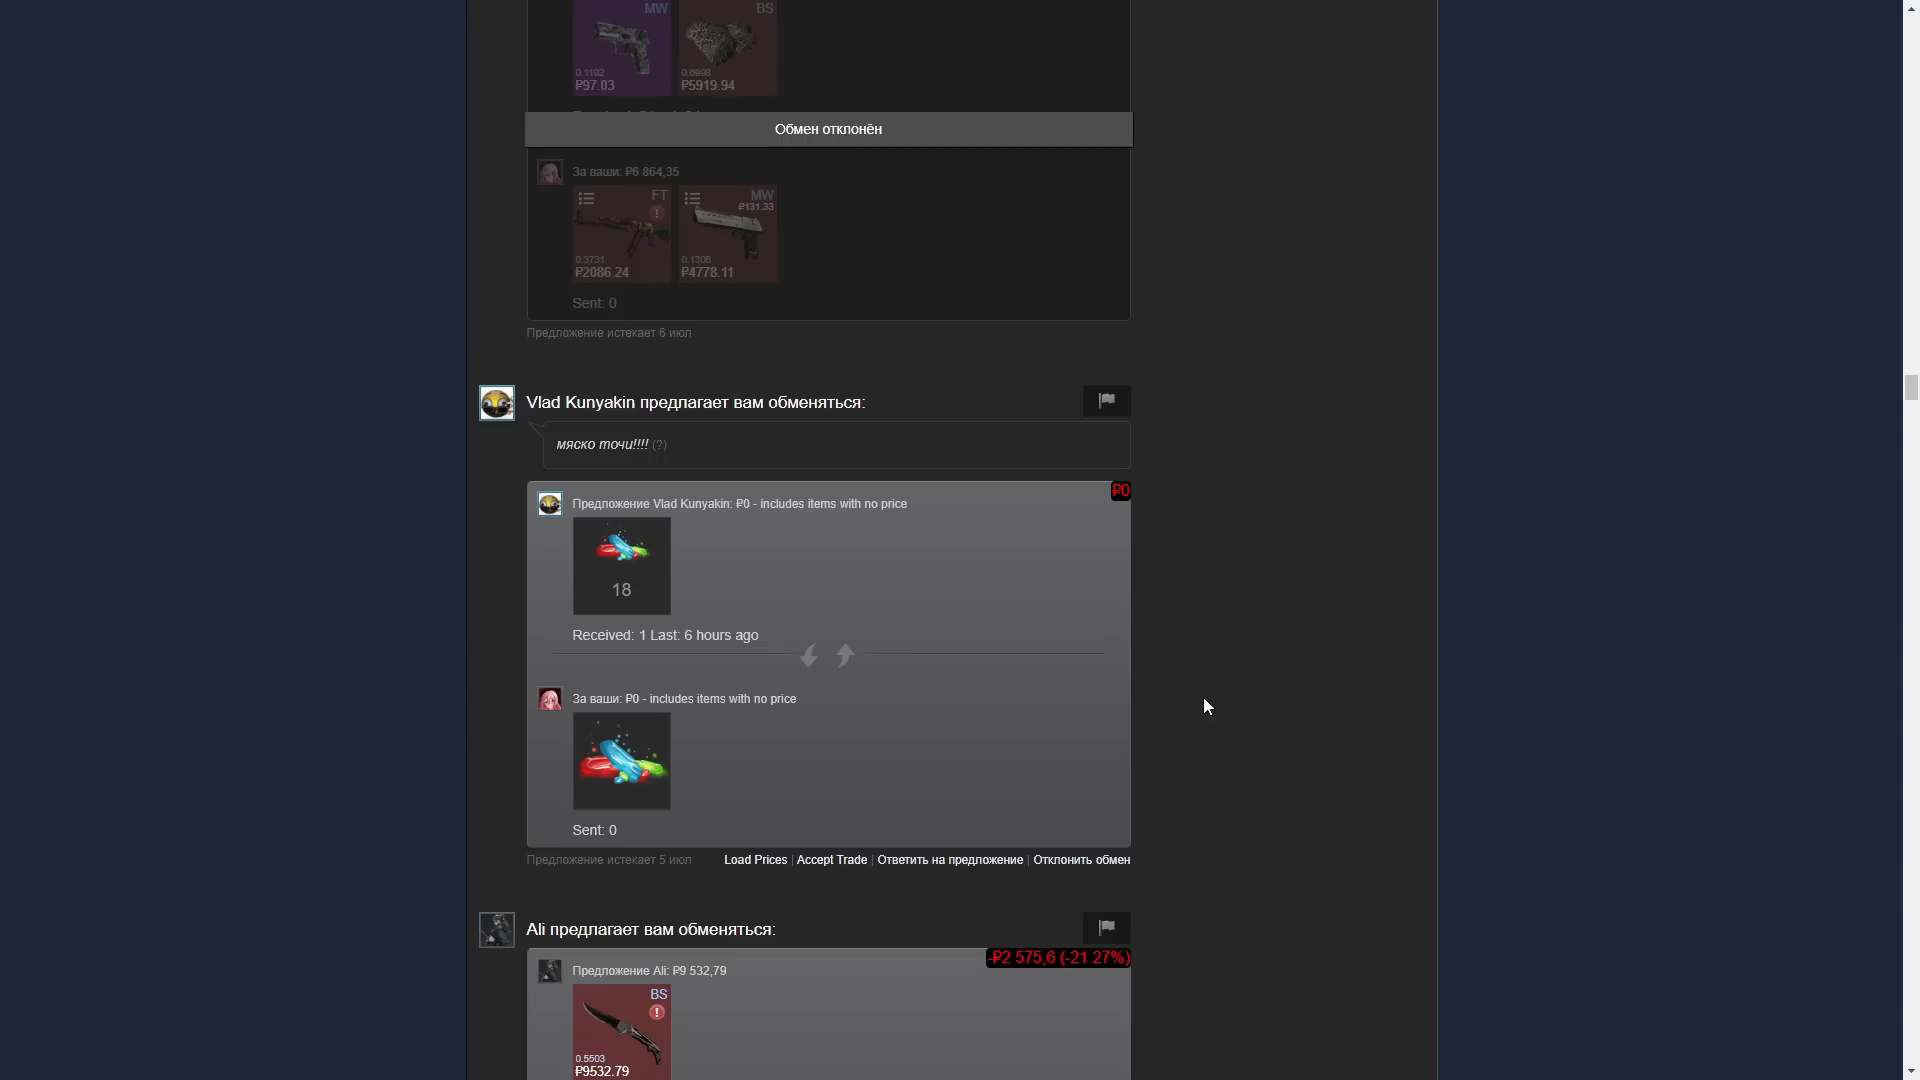 MW
BS
0.1192
₽97.03
0.6998
₽5919.94
Обмен отклонён
За ваши: ₽6 864,35
FT
MW
₽131.33
0.3731
₽2086.24
0.1308
₽4778.11
Sent: 0
Предложение истекает 6 июл
Vlad Kunyakin предлагает вам обменяться:
мяско точи!!!! (?)
₽0
Предложение Vlad Kunyakin: ₽0 - includes items with no price
18
Received: 1 Last: 6 hours ago
За ваши: ₽0 - includes items with no price
Sent: 0
Предложение истекает 5 июл
Load Prices | Accept Trade | Ответить на предложение | Отклонить обмен
Ali предлагает вам обменяться:
-₽2 575,6 (-21.27%)
Предложение Ali: ₽9 532,79
BS
0.5503
₽9532.79